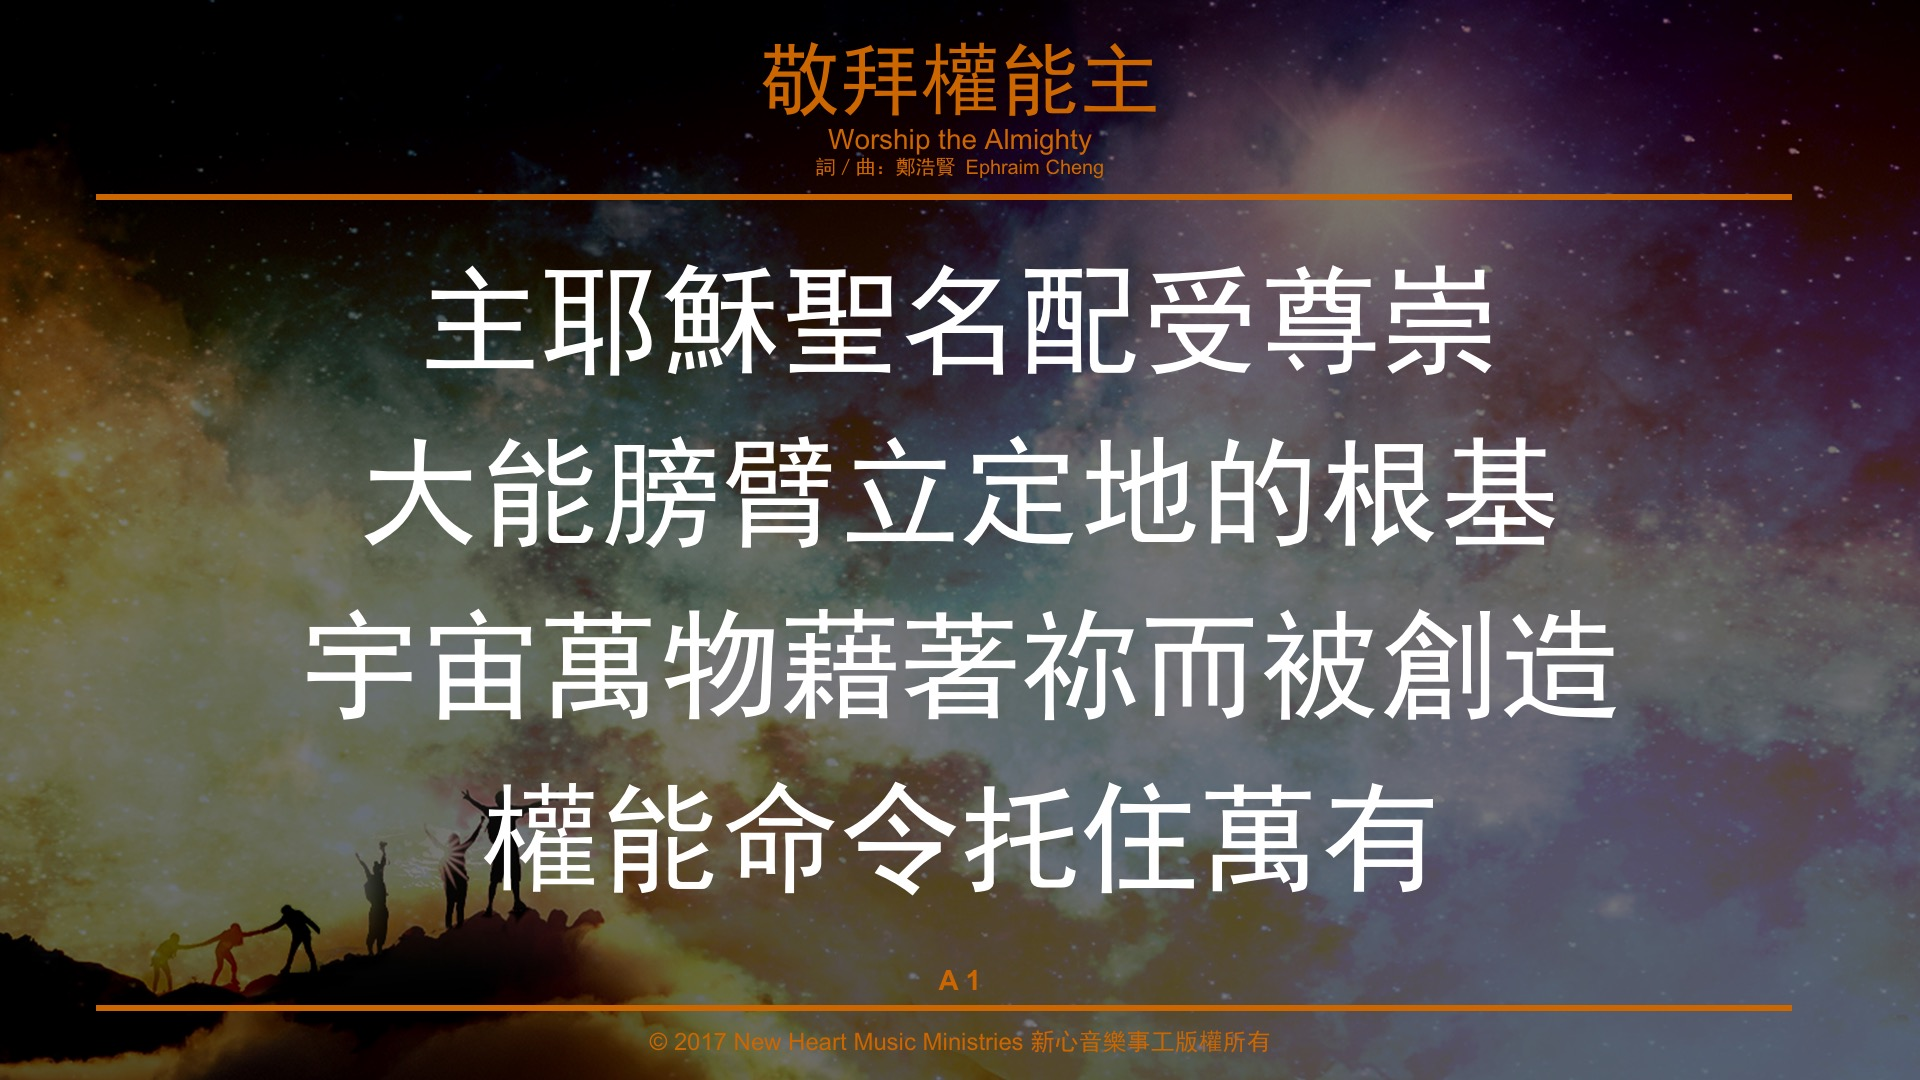 敬拜權能主
Worship the Almighty
詞 / 曲：鄭浩賢 Ephraim Cheng
主耶穌聖名配受尊崇
大能膀臂立定地的根基
宇宙萬物藉著祢而被創造
權能命令托住萬有
A 1
© 2017 New Heart Music Ministries 新心音樂事工版權所有